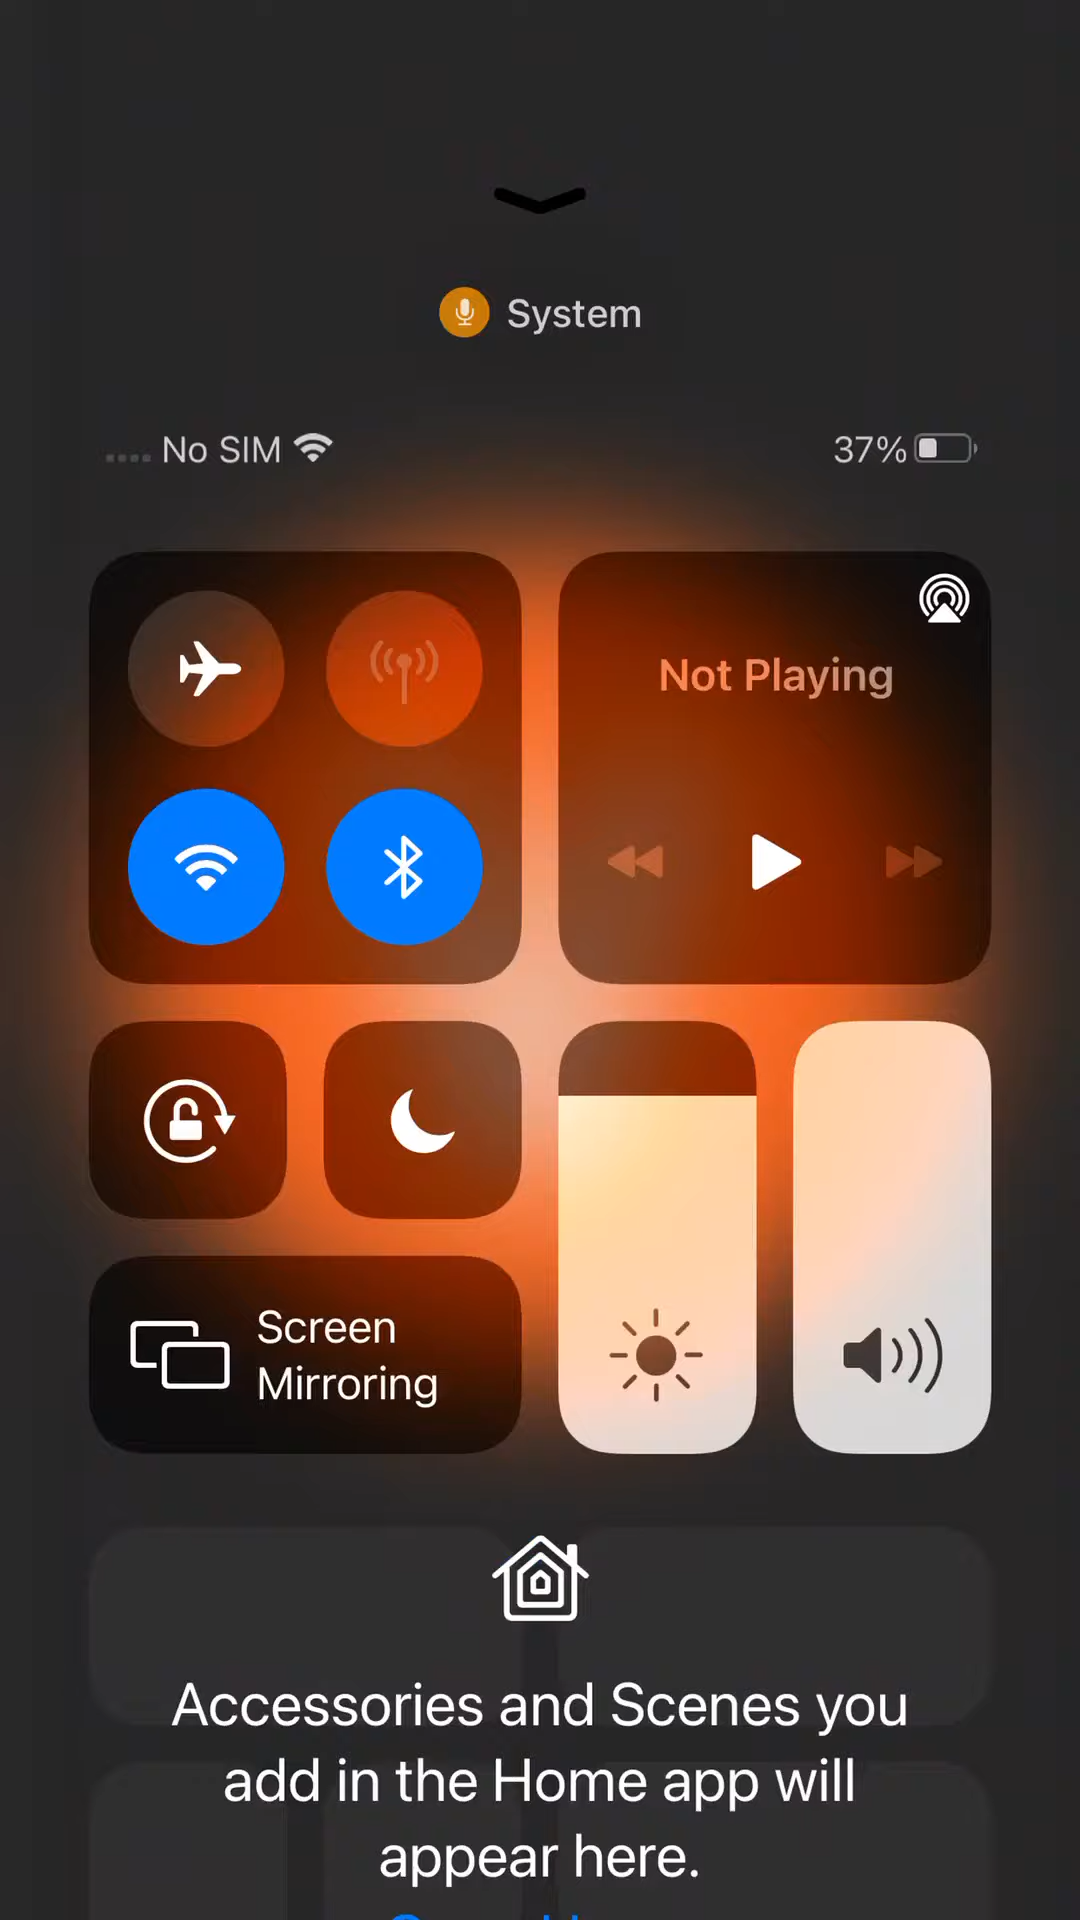 System
No SIM
37%
Not Playing
Screen
Mirroring
Accessories and Scenes you
add in the Home app will
appear here.